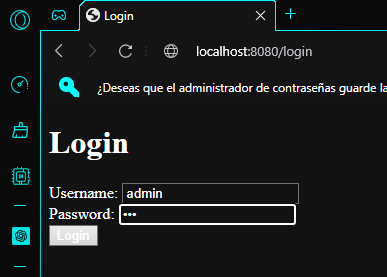 Login
localhost:8080/login
¿Deseas que el administrador de contraseñas guarde la
Login
Username: admin
Password: •••
Login